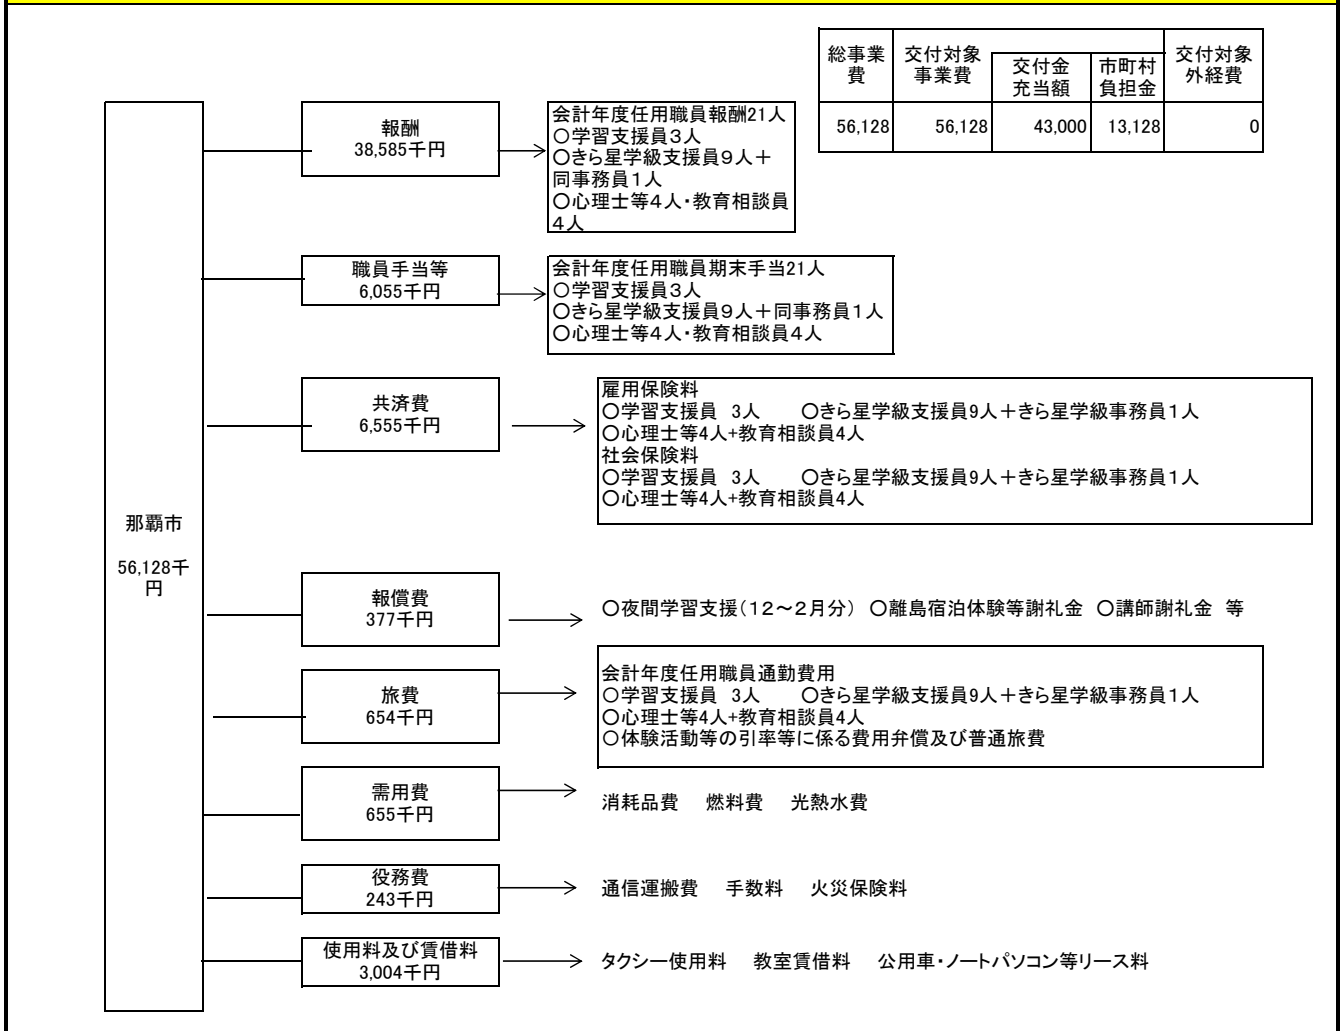 総事業
費
交付対象
事業費
交付金
充当額
市町村
負担金
交付対象
外経費
56,128
56,128
43,000
13,128
0
那覇市
56,128千
円
報酬
38,585千円
会計年度任用職員報酬21人
○学習支援員3人
○きら星学級支援員9人＋
同事務員1人
○心理士等4人・教育相談員
4人
職員手当等
6,055千円
会計年度任用職員期末手当21人
○学習支援員3人
○きら星学級支援員9人＋同事務員1人
○心理士等4人・教育相談員4人
共済費
6,555千円
雇用保険料
○学習支援員　3人　　○きら星学級支援員9人＋きら星学級事務員1人
○心理士等4人+教育相談員4人
社会保険料
○学習支援員　3人　　○きら星学級支援員9人＋きら星学級事務員1人
○心理士等4人+教育相談員4人
報償費
377千円
○夜間学習支援（12～2月分）　○離島宿泊体験等謝礼金　○講師謝礼金　等
旅費
654千円
会計年度任用職員通勤費用
○学習支援員　3人　　○きら星学級支援員9人＋きら星学級事務員1人
○心理士等4人+教育相談員4人
○体験活動等の引率等に係る費用弁償及び普通旅費
需用費
655千円
消耗品費　燃料費　光熱水費
役務費
243千円
通信運搬費　手数料　火災保険料
使用料及び賃借料
3,004千円
タクシー使用料　教室賃借料　公用車・ノートパソコン等リース料